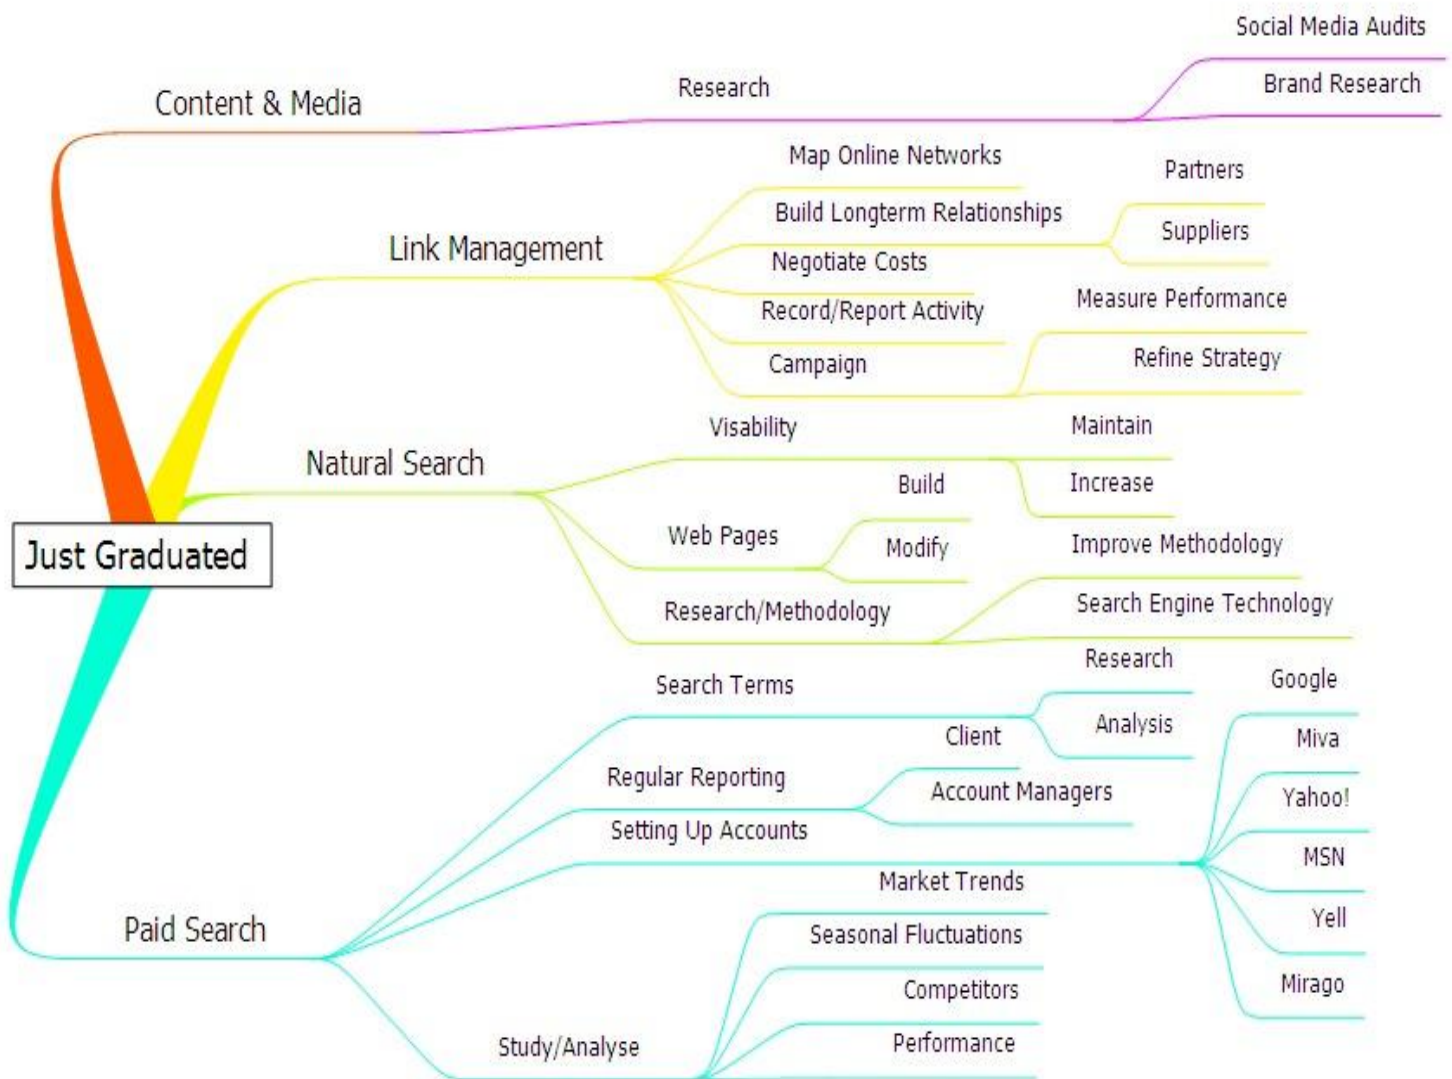 Just Graduated
Content & Media
Research
Social Media Audits
Brand Research
Link Management
Map Online Networks
Build Longterm Relationships
Partners
Suppliers
Negotiate Costs
Record/Report Activity
Campaign
Measure Performance
Refine Strategy
Natural Search
Visability
Maintain
Increase
Web Pages
Build
Modify
Research/Methodology
Improve Methodology
Search Engine Technology
Paid Search
Search Terms
Research
Analysis
Regular Reporting
Client
Account Managers
Setting Up Accounts
Google
Miva
Yahoo!
MSN
Yell
Mirago
Study/Analyse
Market Trends
Seasonal Fluctuations
Competitors
Performance